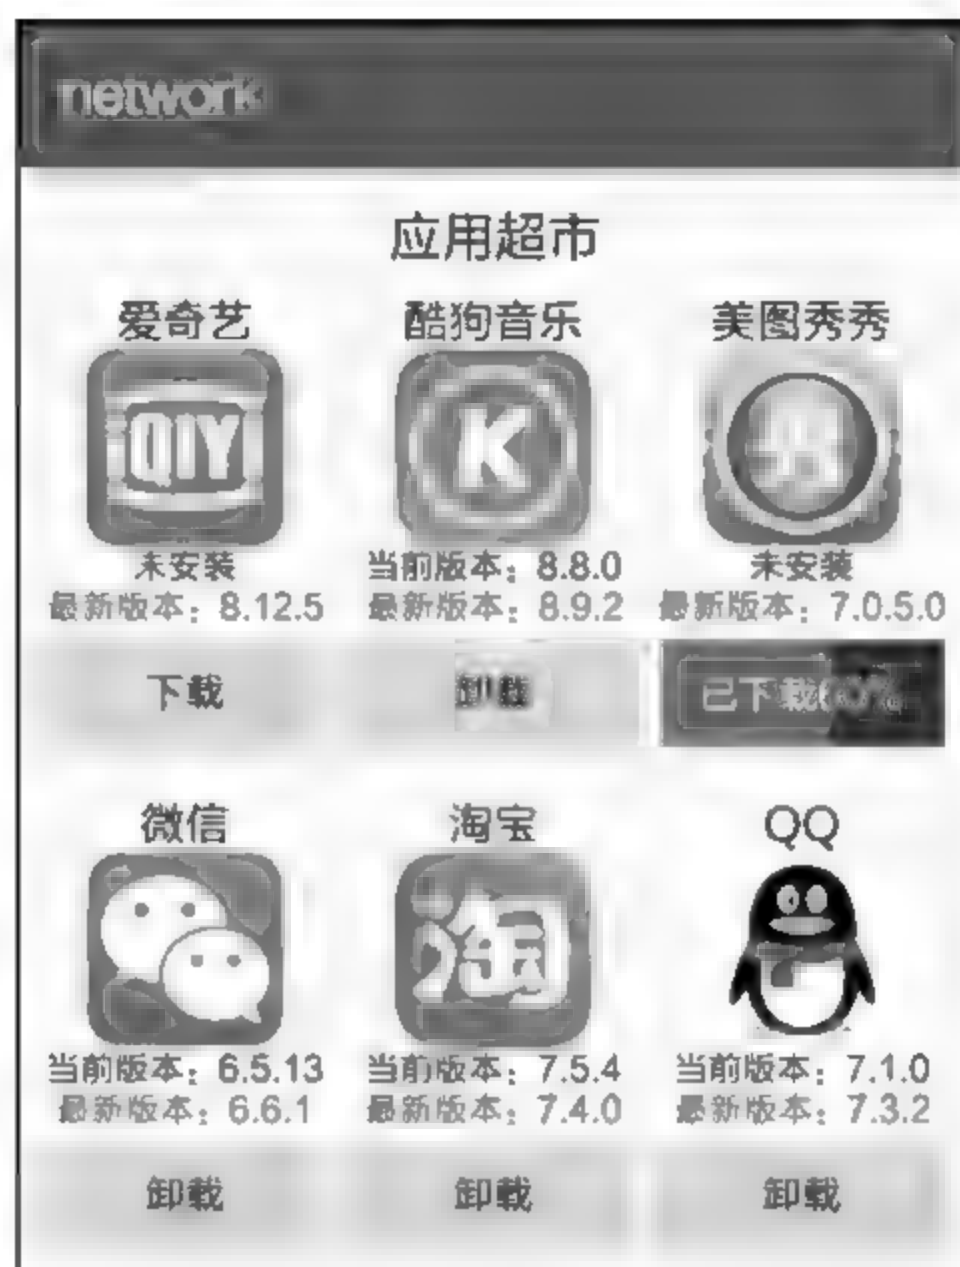 network
应用超市
爱奇艺 酷狗音乐 美图秀秀
QIY K 秀
未安装 当前版本：8.8.0 未安装
最新版本：8.12.5 最新版本：8.9.2 最新版本：7.0.5.0
下载 卸载 已下载
微信 淘宝 QQ
淘
当前版本：6.5.13 当前版本：7.5.4 当前版本：7.1.0
最新版本：6.6.1 最新版本：7.4.0 最新版本：7.3.2
卸载 卸载 卸载